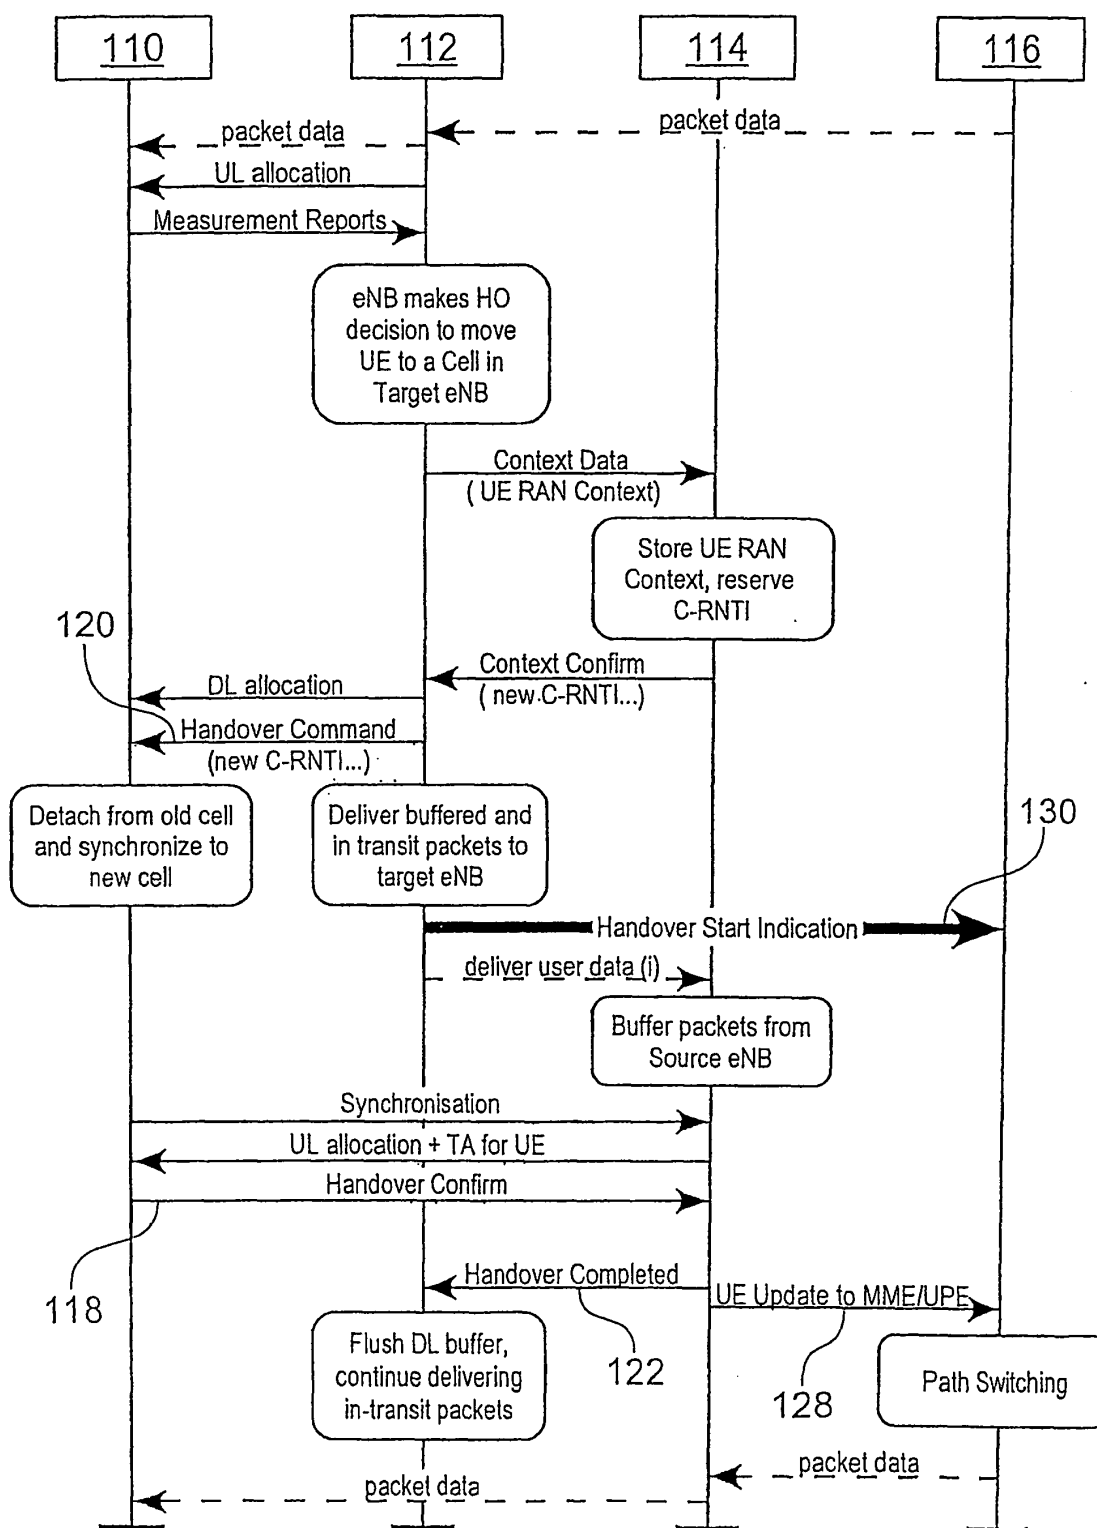 110
112
114
116
packet data
packet data
UL allocation
Measurement Reports
eNB makes HO
decision to move
UE to a Cell in
Target eNB
Context Data
( UE RAN Context)
Store UE RAN
Context, reserve
C-RNTI
120
Context Confirm
( new C-RNTI...)
DL allocation
Handover Command
(new C-RNTI...)
Detach from old cell
and synchronize to
new cell
Deliver buffered and
in transit packets to
target eNB
130
Handover Start Indication
deliver user data (i)
Buffer packets from
Source eNB
Synchronisation
UL allocation + TA for UE
Handover Confirm
118
Handover Completed
UE Update to MME/UPE
122
128
Flush DL buffer,
continue delivering
in-transit packets
Path Switching
packet data
packet data